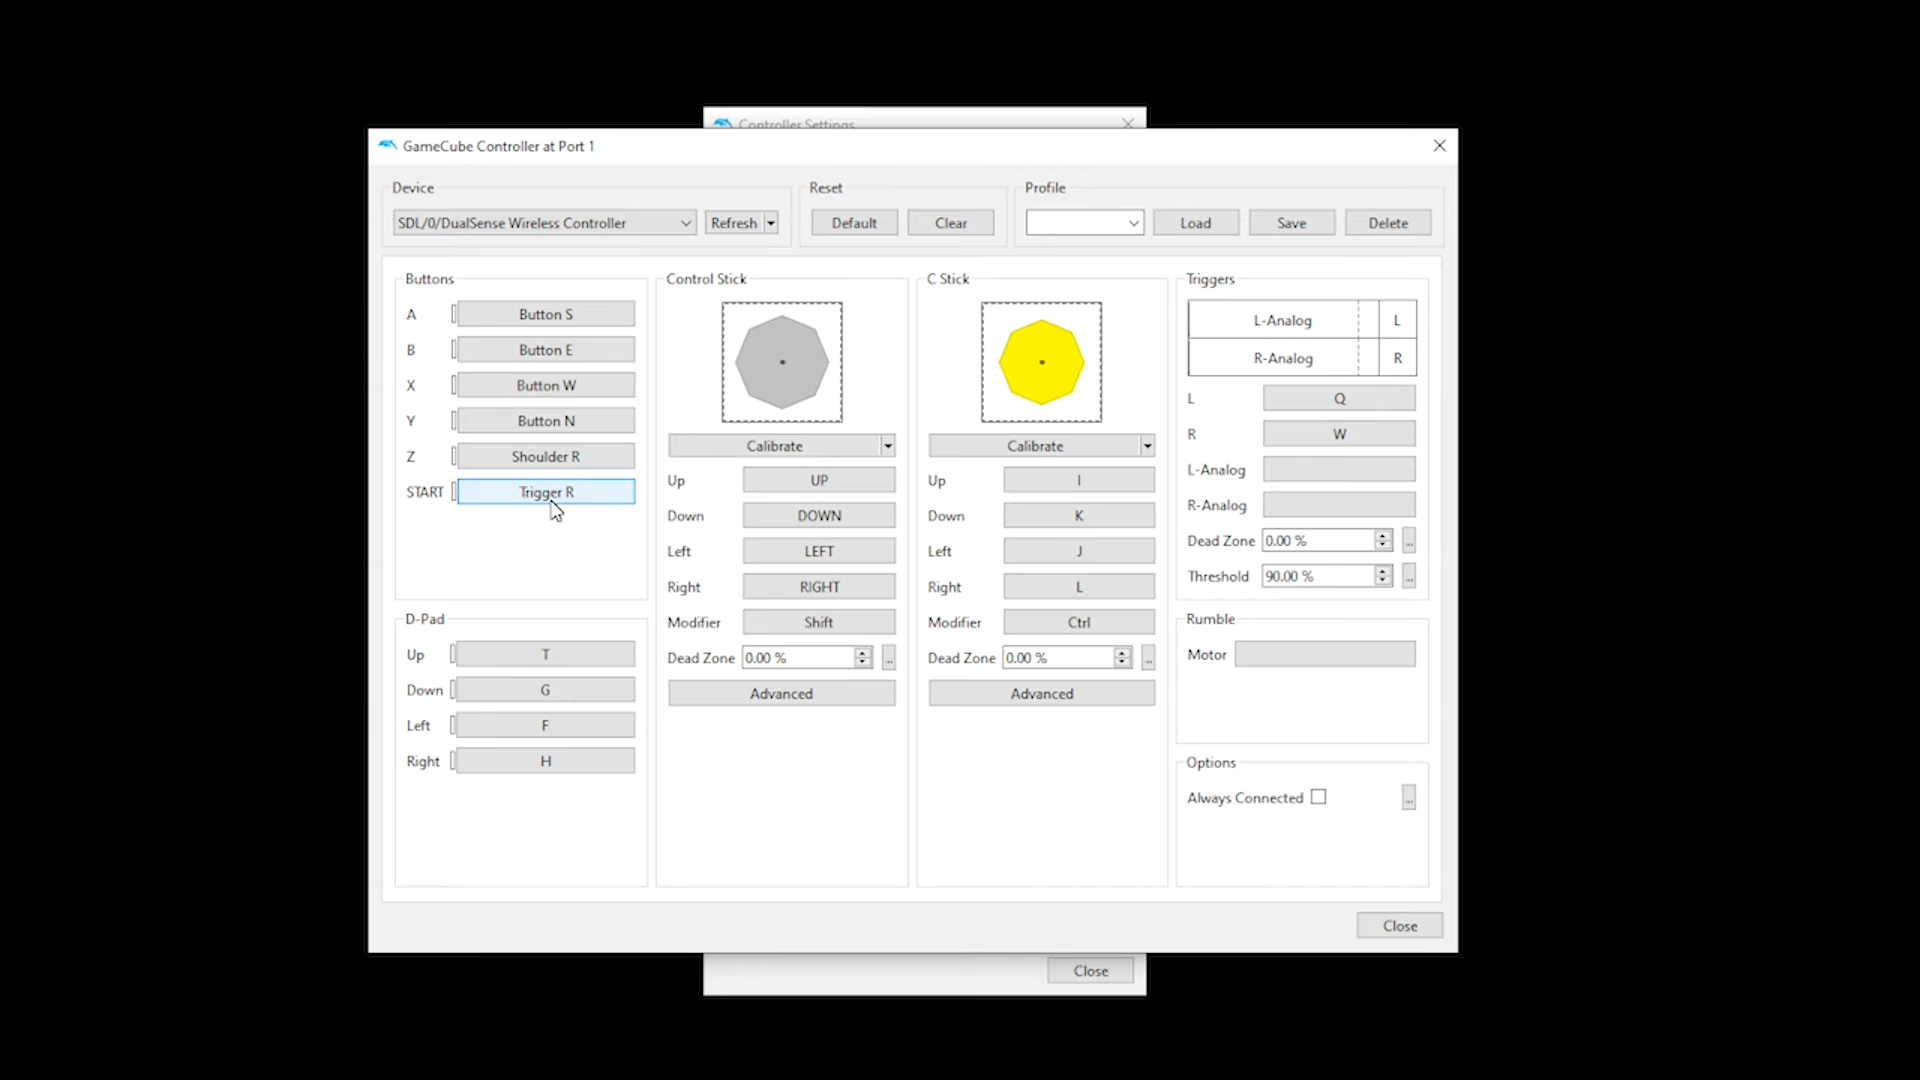 Controller Settings
GameCube Controller at Port 1
Device
Reset
Profile
SDL/0/DualSense Wireless Controller
Refresh
Default
Clear
Load
Save
Delete
Buttons
A
Button S
B
Button E
X
Button W
Y
Button N
Z
Shoulder R
START
Trigger R
D-Pad
Up
T
Down
G
Left
F
Right
H
Control Stick
Calibrate
Up
UP
Down
DOWN
Left
LEFT
Right
RIGHT
Modifier
Shift
Dead Zone
0.00 %
...
Advanced
C Stick
Calibrate
Up
I
Down
K
Left
J
Right
L
Modifier
Ctrl
Dead Zone
0.00 %
...
Advanced
Triggers
L-Analog
L
R-Analog
R
L
Q
R
W
L-Analog
R-Analog
Dead Zone
0.00 %
...
Threshold
90.00 %
...
Rumble
Motor
Options
Always Connected
...
Close
Close